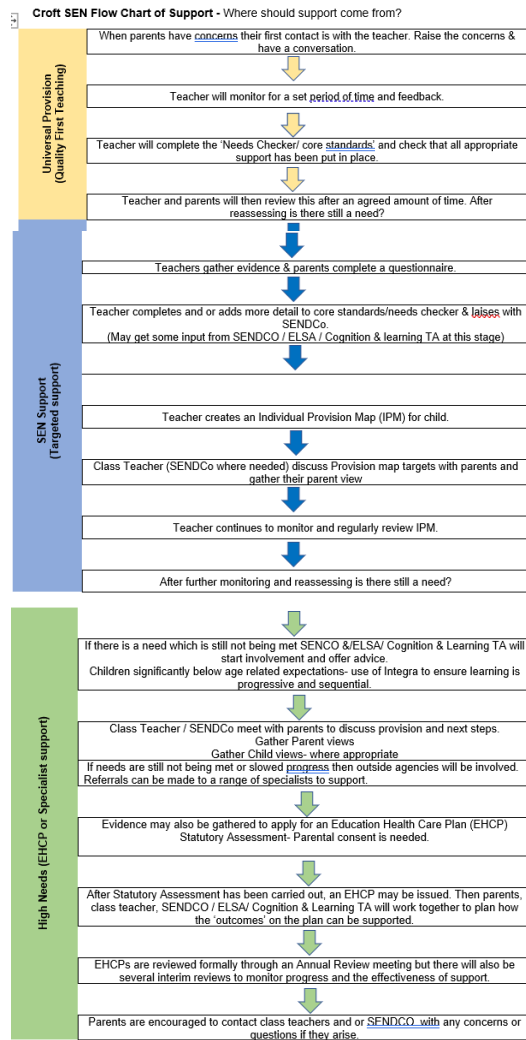 Croft SEN Flow Chart of Support - Where should support come from?
Universal Provision
(Quality First Teaching)
When parents have concerns their first contact is with the teacher. Raise the concerns &
have a conversation.
Teacher will monitor for a set period of time and feedback.
Teacher will complete the 'Needs Checker/ core standards' and check that all appropriate
support has been put in place.
Teacher and parents will then review this after an agreed amount of time. After
reassessing is there still a need?
SEN Support
(Targeted support)
Teachers gather evidence & parents complete a questionnaire.
Teacher completes and or adds more detail to core standards/needs checker & laises with
SENDCo.
(May get some input from SENDCO / ELSA / Cognition & learning TA at this stage)
Teacher creates an Individual Provision Map (IPM) for child.
Class Teacher (SENDCo where needed) discuss Provision map targets with parents and
gather their parent view
Teacher continues to monitor and regularly review IPM.
After further monitoring and reassessing is there still a need?
High Needs (EHCP or Specialist support)
If there is a need which is still not being met SENCO &/ELSA/ Cognition & Learning TA will
start involvement and offer advice.
Children significantly below age related expectations- use of Integra to ensure learning is
progressive and sequential.
Class Teacher / SENDCo meet with parents to discuss provision and next steps.
Gather Parent views
Gather Child views- where appropriate
If needs are still not being met or slowed progress then outside agencies will be involved.
Referrals can be made to a range of specialists to support.
Evidence may also be gathered to apply for an Education Health Care Plan (EHCP)
Statutory Assessment- Parental consent is needed.
After Statutory Assessment has been carried out, an EHCP may be issued. Then parents,
class teacher, SENDCO / ELSA/ Cognition & Learning TA will work together to plan how
the 'outcomes' on the plan can be supported.
EHCPs are reviewed formally through an Annual Review meeting but there will also be
several interim reviews to monitor progress and the effectiveness of support.
Parents are encouraged to contact class teachers and or SENDCO with any concerns or
questions if they arise.